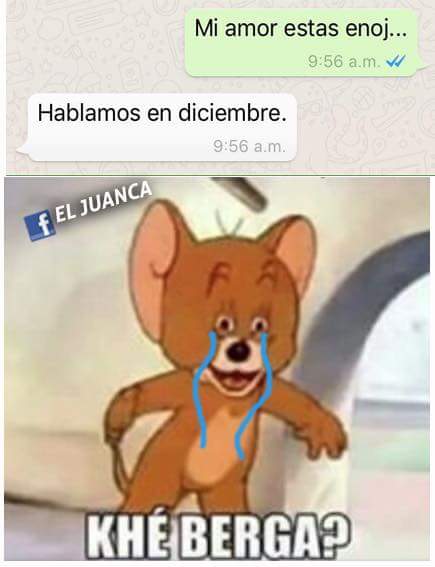 Mi amor estas enoj...
9:56 a.m.
Hablamos en diciembre.
9:56 a.m.
f EL JUANCA
KHÉ BERGA?